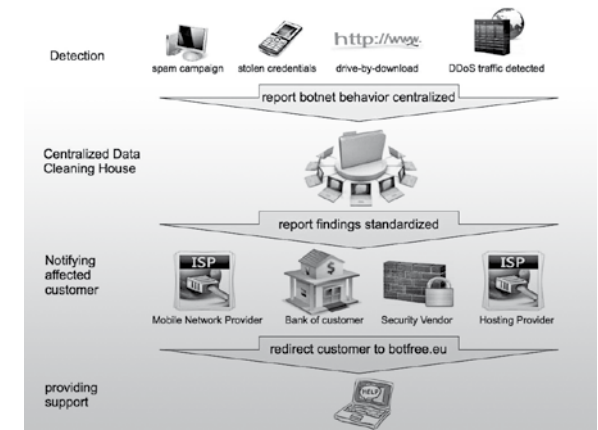 Detection
http://www.
spam campaign
stolen credentials
drive-by-download
DDoS traffic detected
report botnet behavior centralized
Centralized Data
Cleaning House
report findings standardized
Notifying
affected
customer
ISP
$
ISP
Mobile Network Provider
Bank of customer
Security Vendor
Hosting Provider
redirect customer to botfree.eu
providing
support
HELP